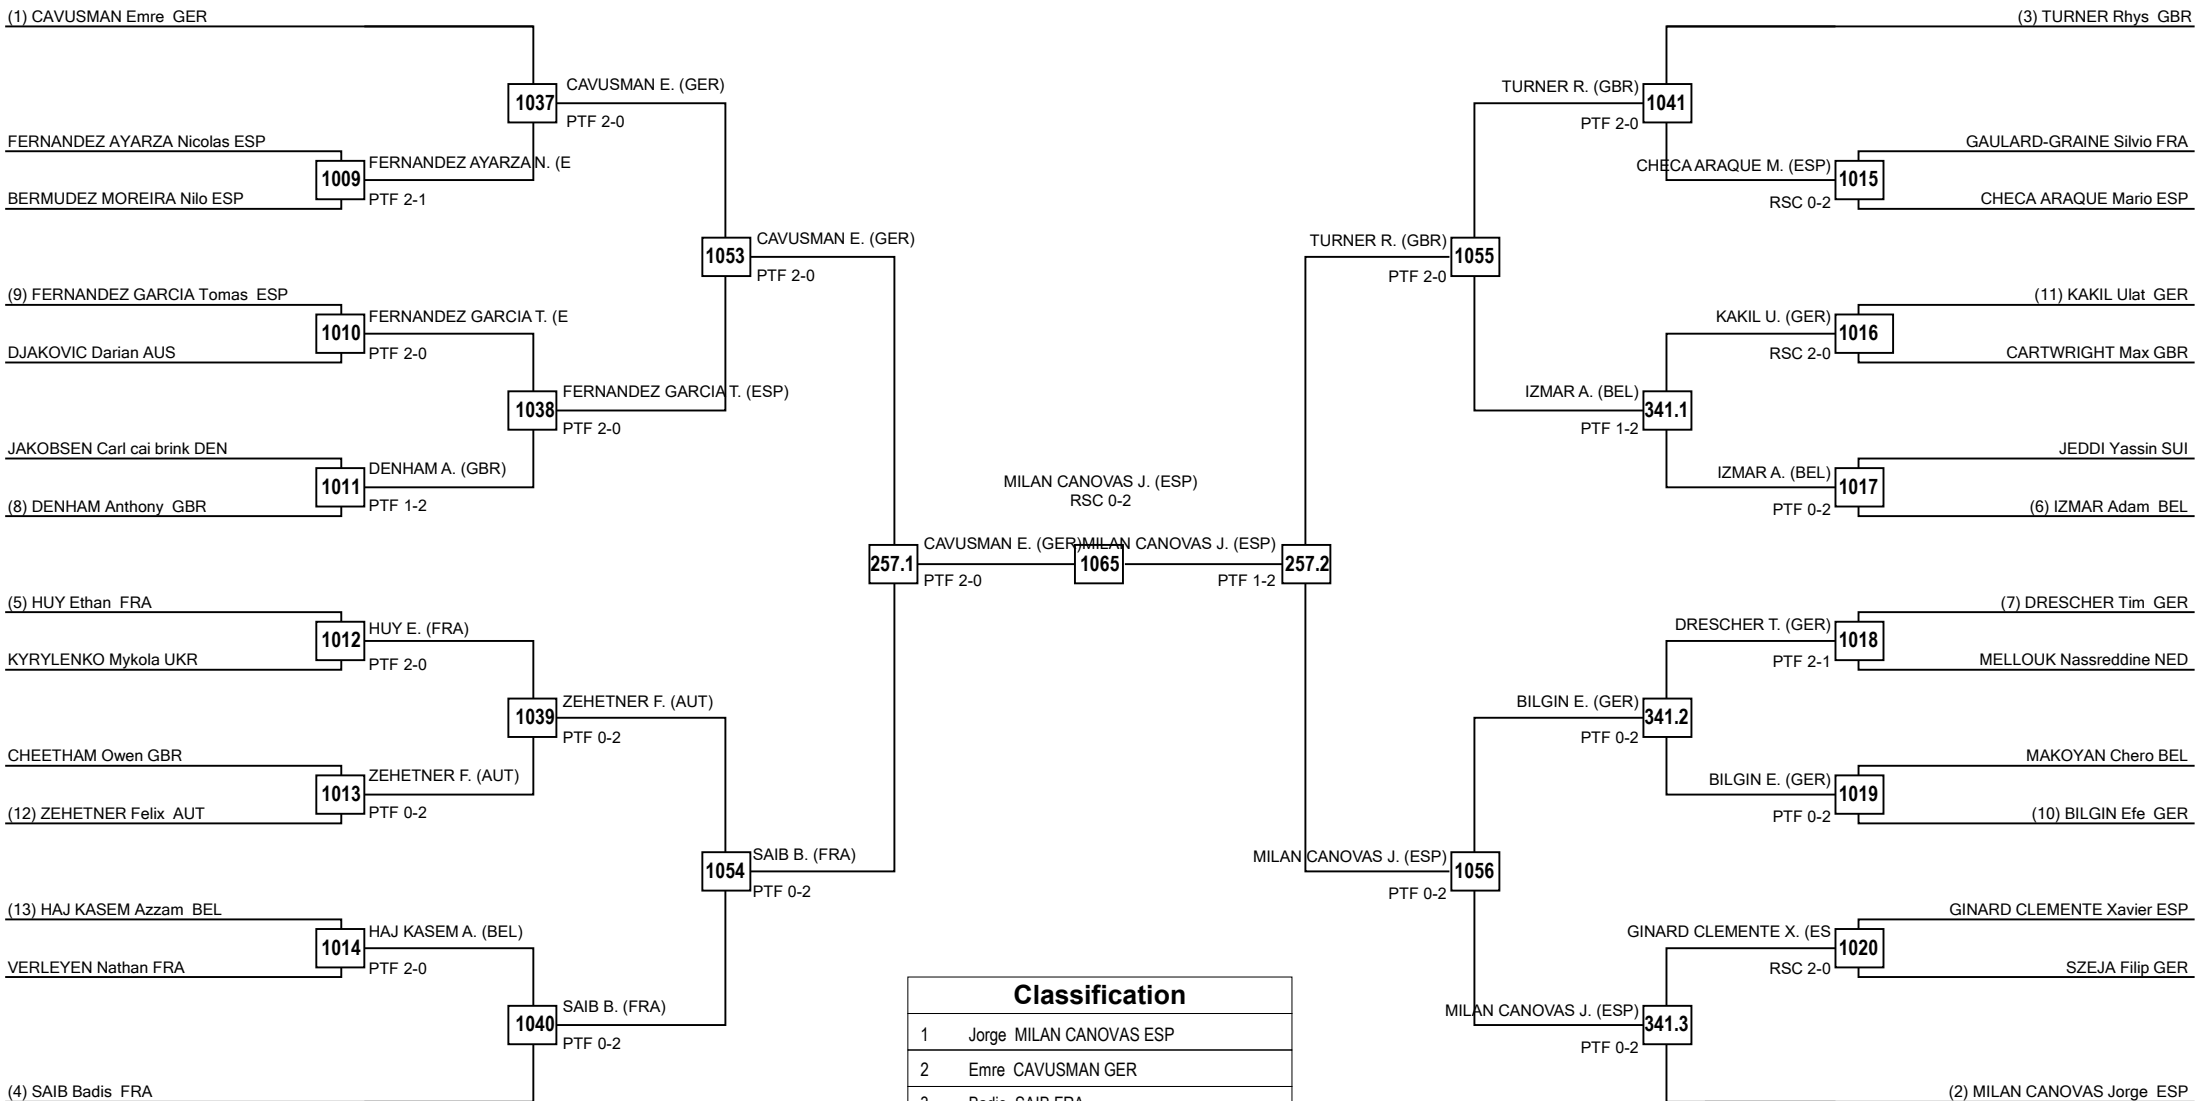 (1) CAVUSMAN Emre GER
1037
CAVUSMAN E. (GER)
PTF 2-0
FERNANDEZ AYARZA Nicolas ESP
1009
FERNANDEZ AYARZA N. (E
PTF 2-1
BERMUDEZ MOREIRA Nilo ESP
1053
CAVUSMAN E. (GER)
PTF 2-0
(9) FERNANDEZ GARCIA Tomas ESP
1010
FERNANDEZ GARCIA T. (E
PTF 2-0
DJAKOVIC Darian AUS
1038
FERNANDEZ GARCIA T. (ESP)
PTF 2-0
JAKOBSEN Carl cai brink DEN
1011
DENHAM A. (GBR)
PTF 1-2
(8) DENHAM Anthony GBR
257.1
CAVUSMAN E. (GER)
PTF 2-0
(5) HUY Ethan FRA
1012
HUY E. (FRA)
PTF 2-0
KYRYLENKO Mykola UKR
1039
ZEHETNER F. (AUT)
PTF 0-2
CHEETHAM Owen GBR
1013
ZEHETNER F. (AUT)
PTF 0-2
(12) ZEHETNER Felix AUT
1054
SAIB B. (FRA)
PTF 0-2
(13) HAJ KASEM Azzam BEL
1014
HAJ KASEM A. (BEL)
PTF 2-0
VERLEYEN Nathan FRA
1040
SAIB B. (FRA)
PTF 0-2
(4) SAIB Badis FRA
MILAN CANOVAS J. (ESP)
RSC 0-2
1065
MILAN CANOVAS J. (ESP)
PTF 1-2
257.2
(3) TURNER Rhys GBR
TURNER R. (GBR)
PTF 2-0
1041
GAULARD-GRAINE Silvio FRA
CHECA ARAQUE M. (ESP)
RSC 0-2
1015
CHECA ARAQUE Mario ESP
TURNER R. (GBR)
PTF 2-0
1055
(11) KAKIL Ulat GER
KAKIL U. (GER)
RSC 2-0
1016
CARTWRIGHT Max GBR
IZMAR A. (BEL)
PTF 1-2
341.1
JEDDI Yassin SUI
IZMAR A. (BEL)
PTF 0-2
1017
(6) IZMAR Adam BEL
(7) DRESCHER Tim GER
DRESCHER T. (GER)
PTF 2-1
1018
MELLOUK Nassreddine NED
BILGIN E. (GER)
PTF 0-2
341.2
MAKOYAN Chero BEL
BILGIN E. (GER)
PTF 0-2
1019
(10) BILGIN Efe GER
MILAN CANOVAS J. (ESP)
PTF 0-2
1056
GINARD CLEMENTE Xavier ESP
GINARD CLEMENTE X. (ES
RSC 2-0
1020
SZEJA Filip GER
MILAN CANOVAS J. (ESP)
PTF 0-2
341.3
(2) MILAN CANOVAS Jorge ESP
Classification
1 Jorge MILAN CANOVAS ESP
2 Emre CAVUSMAN GER
3 Badis SAIB FRA